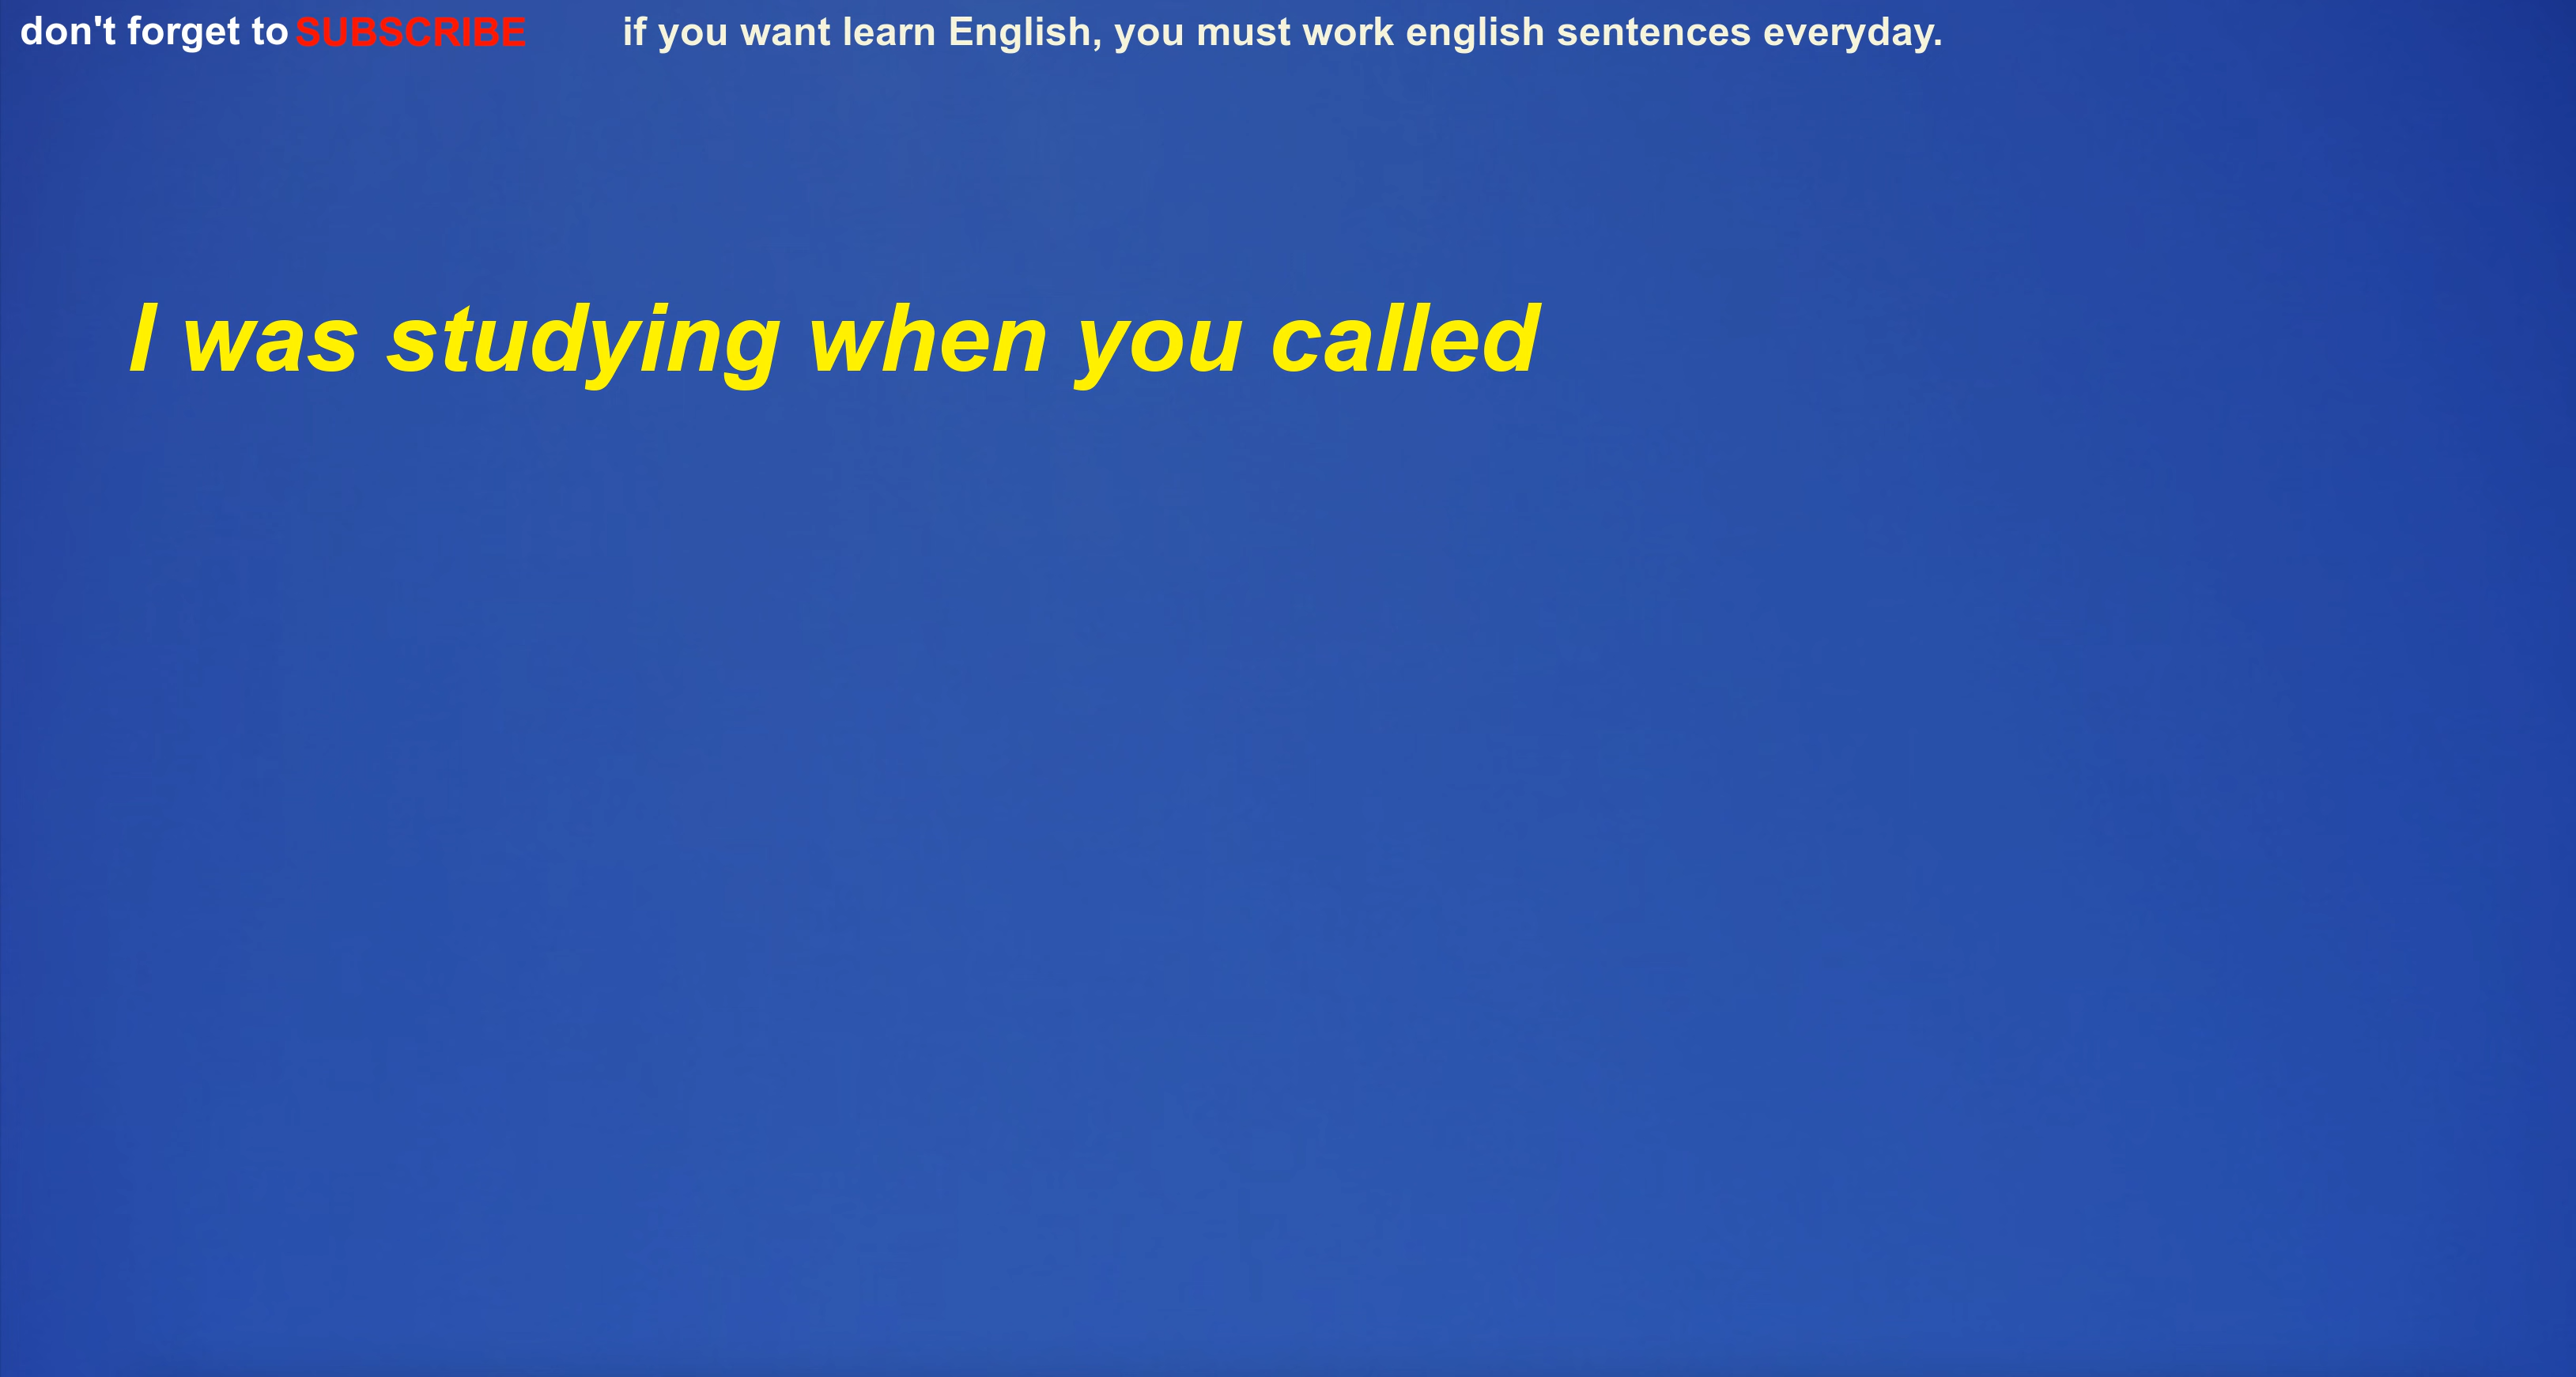 don't forget to SUBSCRIBE if you want learn English, you must work english sentences everyday.
I was studying when you called